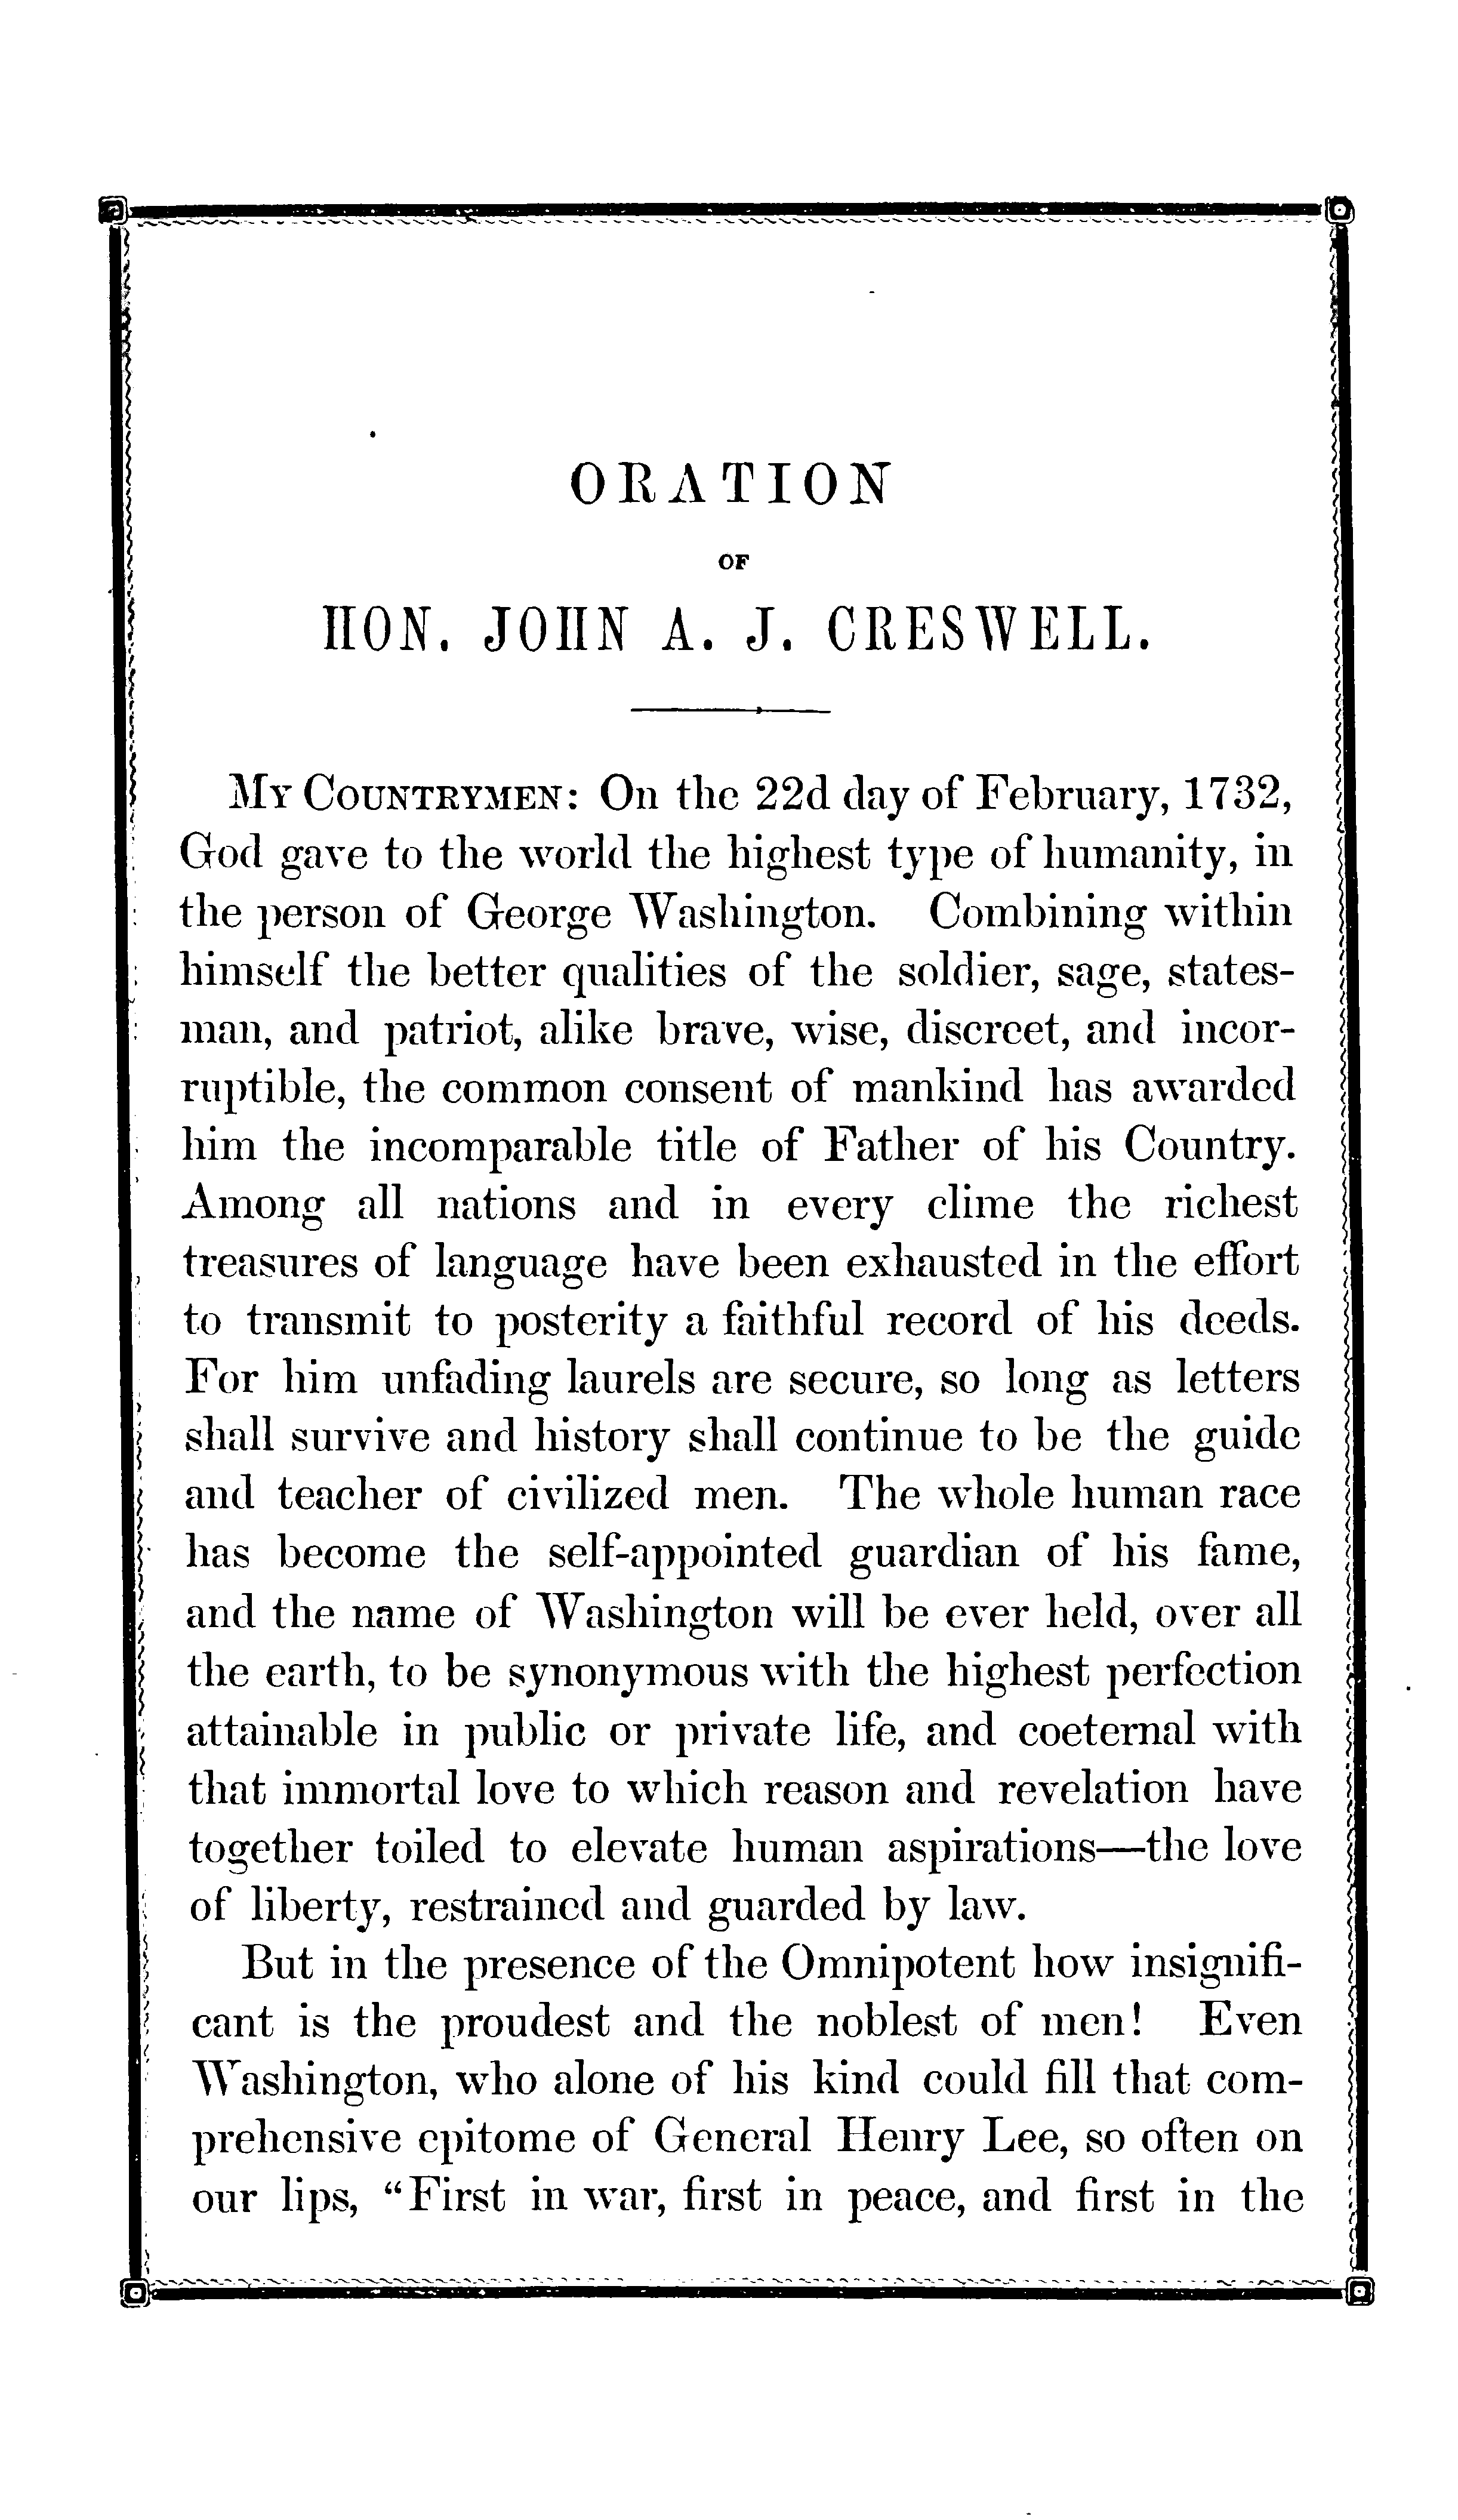 ORATION
OF
HON. JOHN A. J. CRESWELL.
MY COUNTRYMEN: On the 22d day of February, 1732,
God gave to the world the highest type of humanity, in
the person of George Washington. Combining within
himself the better qualities of the soldier, sage, states-
man, and patriot, alike brave, wise, discreet, and incor-
ruptible, the common consent of mankind has awarded
him the incomparable title of Father of his Country.
Among all nations and in every clime the richest
treasures of language have been exhausted in the effort
to transmit to posterity a faithful record of his deeds.
For him unfading laurels are secure, so long as letters
shall survive and history shall continue to be the guide
and teacher of civilized men. The whole human race
has become the self-appointed guardian of his fame,
and the name of Washington will be ever held, over all
the earth, to be synonymous with the highest perfection
attainable in public or private life, and coeternal with
that immortal love to which reason and revelation have
together toiled to elevate human aspirations—the love
of liberty, restrained and guarded by law.
But in the presence of the Omnipotent how insignifi-
cant is the proudest and the noblest of men! Even
Washington, who alone of his kind could fill that com-
prehensive epitome of General Henry Lee, so often on
our lips, “First in war, first in peace, and first in the